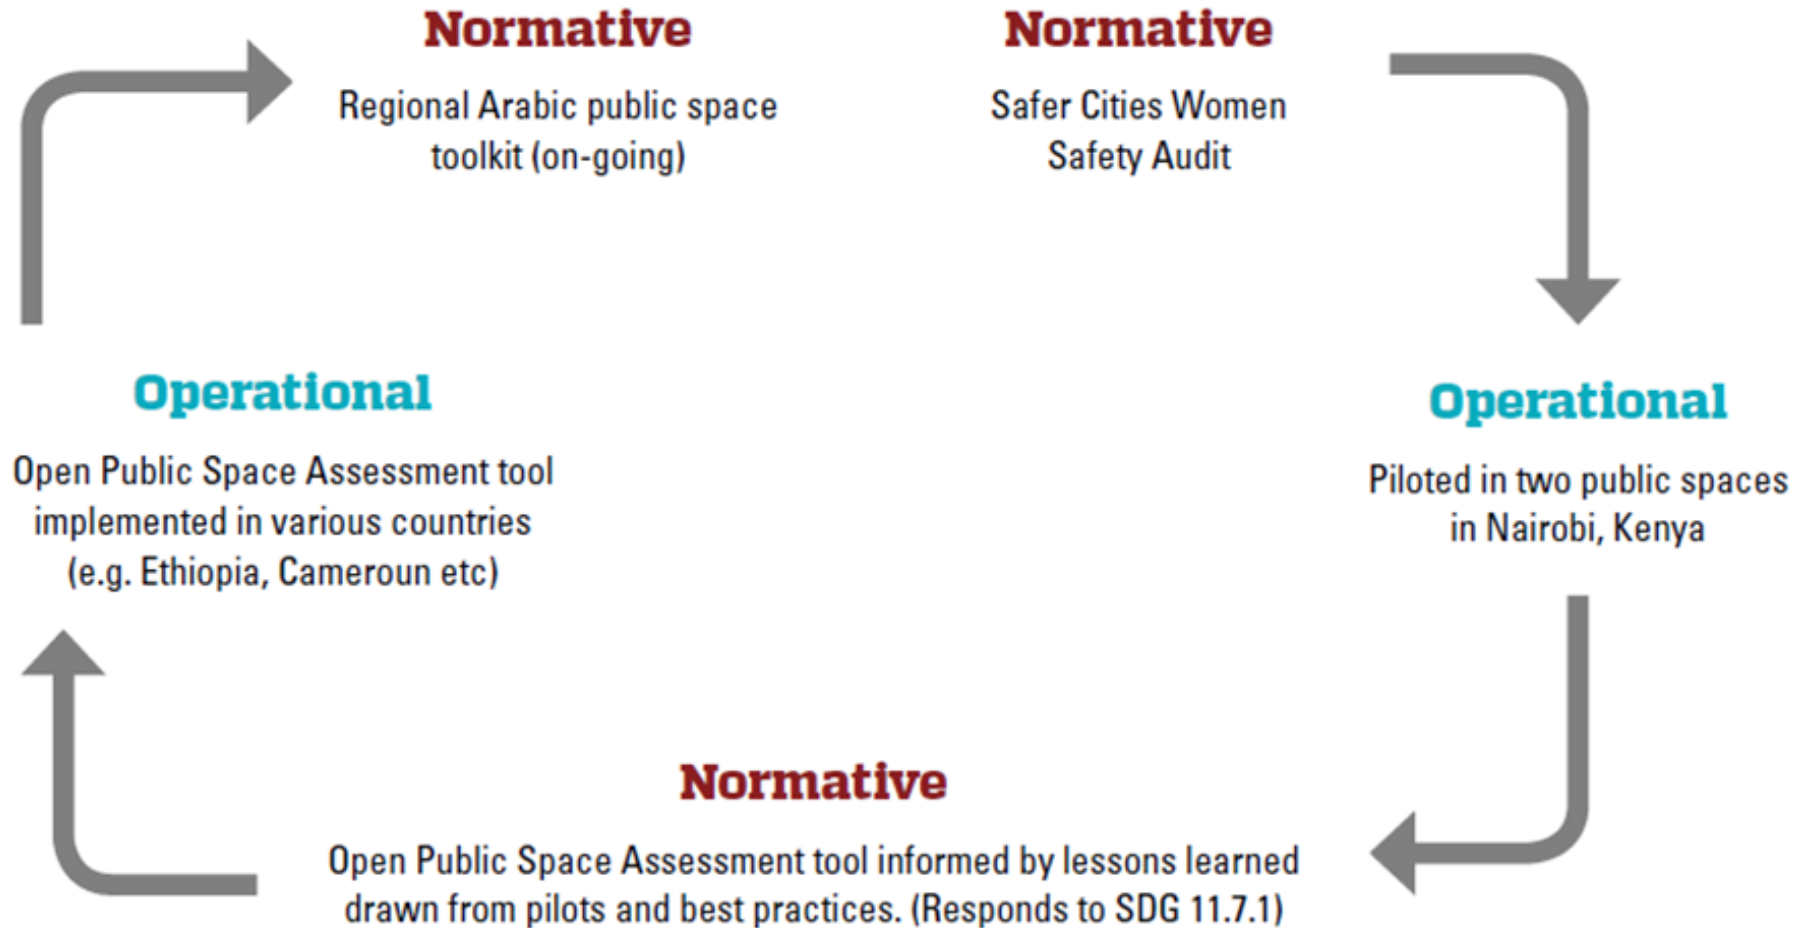 Normative
Regional Arabic public space
toolkit (on-going)
Normative
Safer Cities Women
Safety Audit
Operational
Piloted in two public spaces
in Nairobi, Kenya
Normative
Open Public Space Assessment tool informed by lessons learned
drawn from pilots and best practices. (Responds to SDG 11.7.1)
Operational
Open Public Space Assessment tool
implemented in various countries
(e.g. Ethiopia, Cameroun etc)